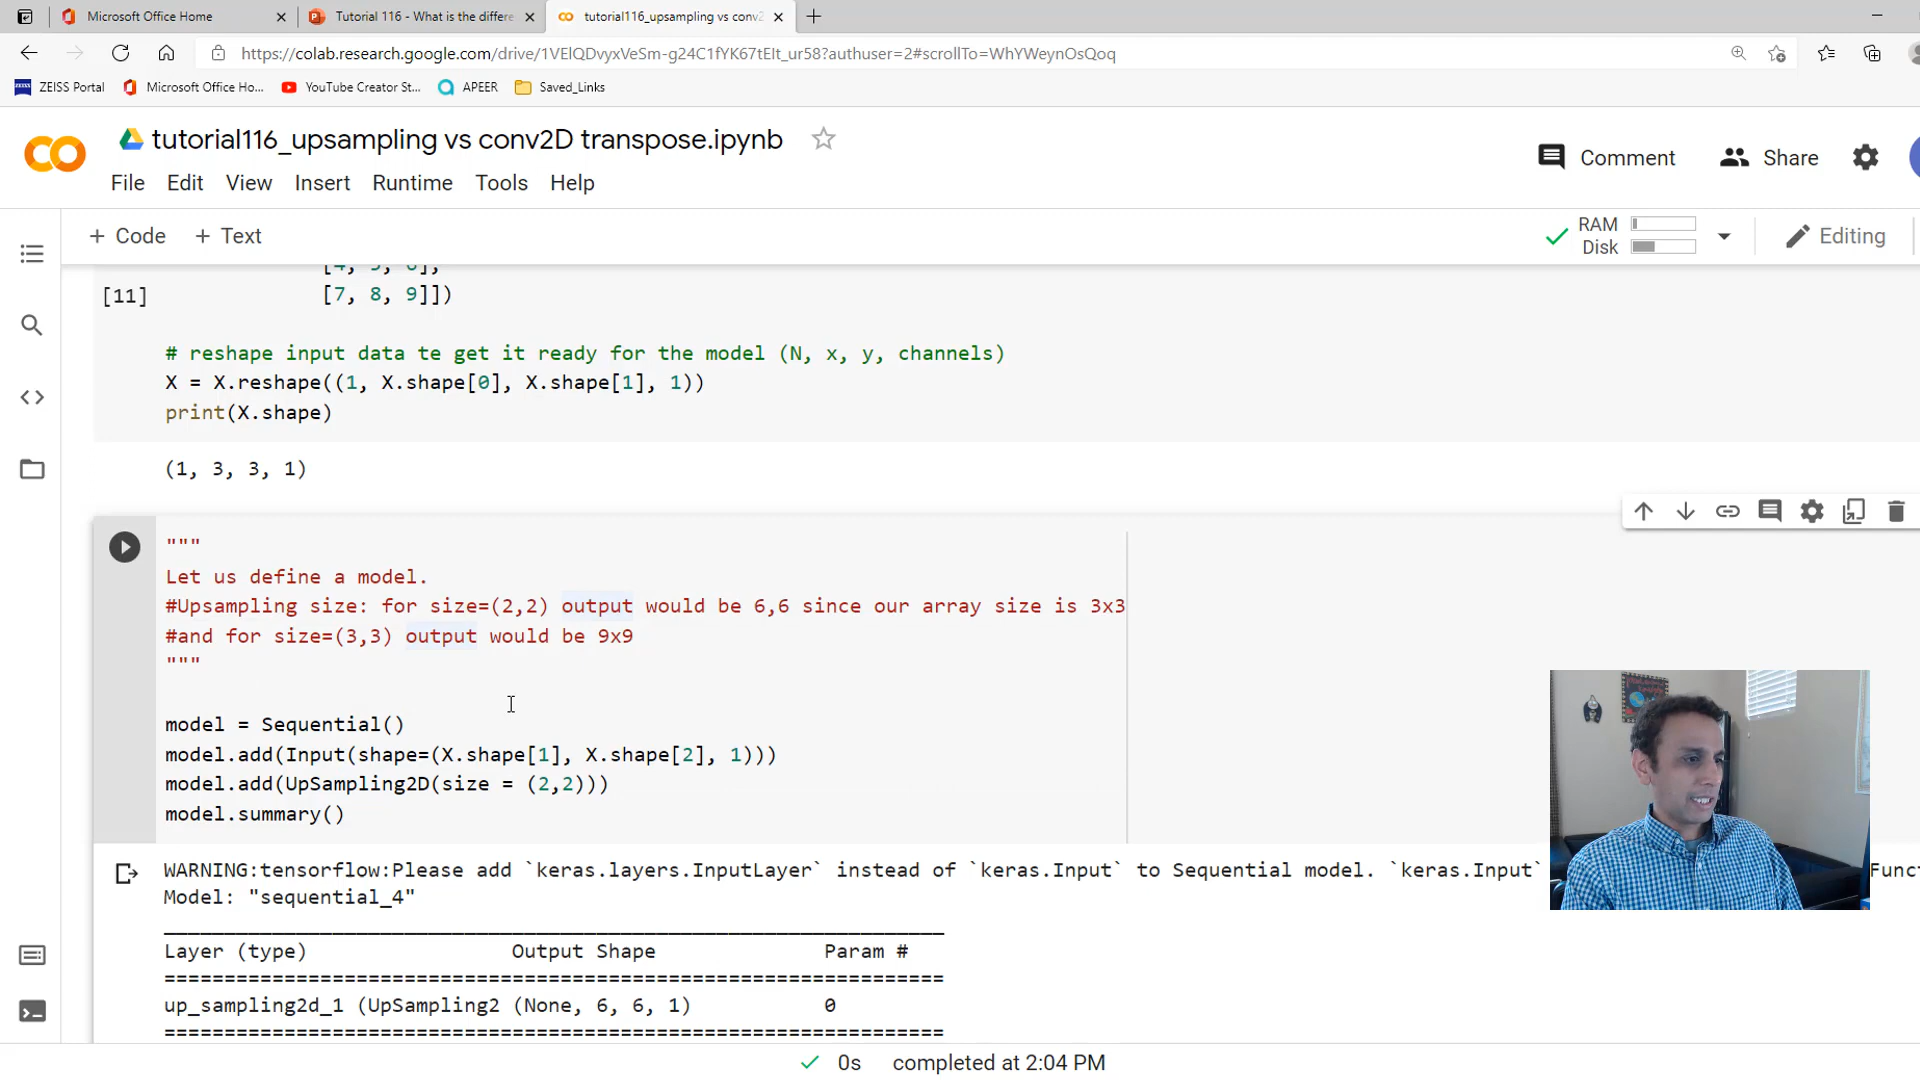 Microsoft Office Home
Tutorial 116 - What is the differe
tutorial116_upsampling vs conv2
https://colab.research.google.com/drive/1VElQDvyxVeSm-g24C1fYK67tEIt_ur58?authuser=2#scrollTo=WhYWeynOsQoq
ZEISS Portal
Microsoft Office Ho...
YouTube Creator St...
APEER
Saved_Links
tutorial116_upsampling vs conv2D transpose.ipynb
Comment
Share
File Edit View Insert Runtime Tools Help
+ Code + Text
RAM
Disk
Editing
[11]
[7, 8, 9]])
# reshape input data te get it ready for the model (N, x, y, channels)
X = X.reshape((1, X.shape[0], X.shape[1], 1))
print(X.shape)
(1, 3, 3, 1)
"""
Let us define a model.
#Upsampling size: for size=(2,2) output would be 6,6 since our array size is 3x3
#and for size=(3,3) output would be 9x9
"""
model = Sequential()
model.add(Input(shape=(X.shape[1], X.shape[2], 1)))
model.add(UpSampling2D(size = (2,2)))
model.summary()
WARNING:tensorflow:Please add `keras.layers.InputLayer` instead of `keras.Input` to Sequential model. `keras.Input` Funct
Model: "sequential_4"
Layer (type) Output Shape Param #
=================================================================
up_sampling2d_1 (UpSampling2 (None, 6, 6, 1) 0
=================================================================
0s completed at 2:04 PM